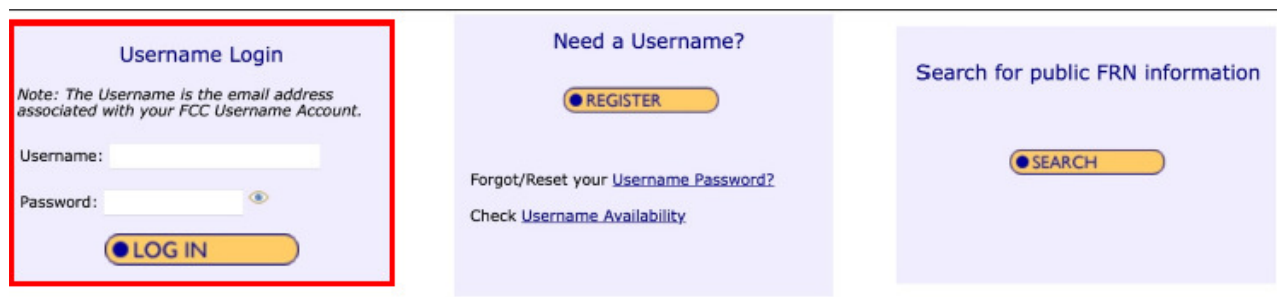 Username Login
Note: The Username is the email address
associated with your FCC Username Account.
Username:
Password:
LOG IN
Need a Username?
REGISTER
Forgot/Reset your Username Password?
Check Username Availability
Search for public FRN information
SEARCH